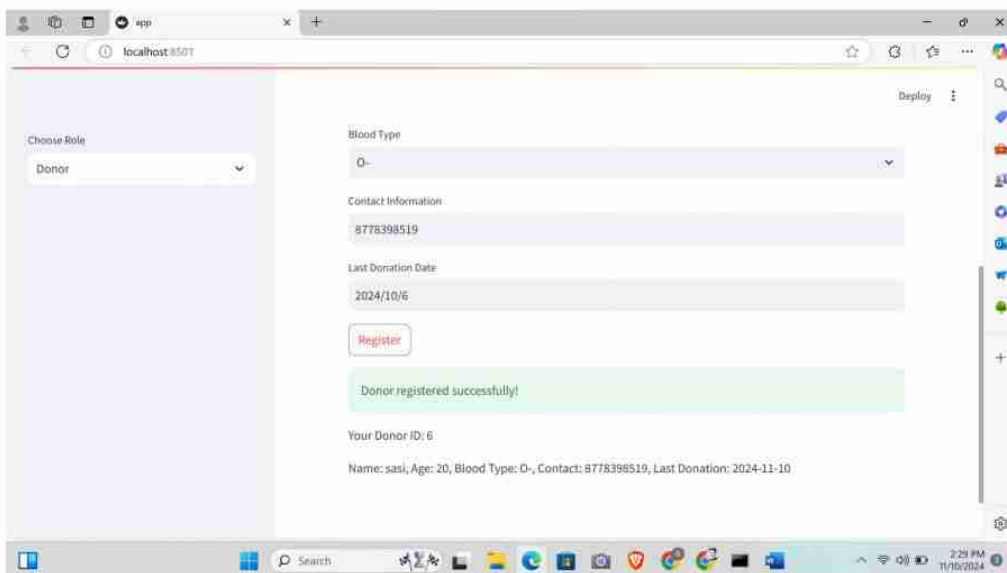 app
localhost:8501
Deploy
Choose Role
Donor
Blood Type
O-
Contact Information
8778398519
Last Donation Date
2024/10/6
Register
Donor registered successfully!
Your Donor ID: 6
Name: sasi, Age: 20, Blood Type: O-, Contact: 8778398519, Last Donation: 2024-11-10
Search
2:29 PM
11/10/2024